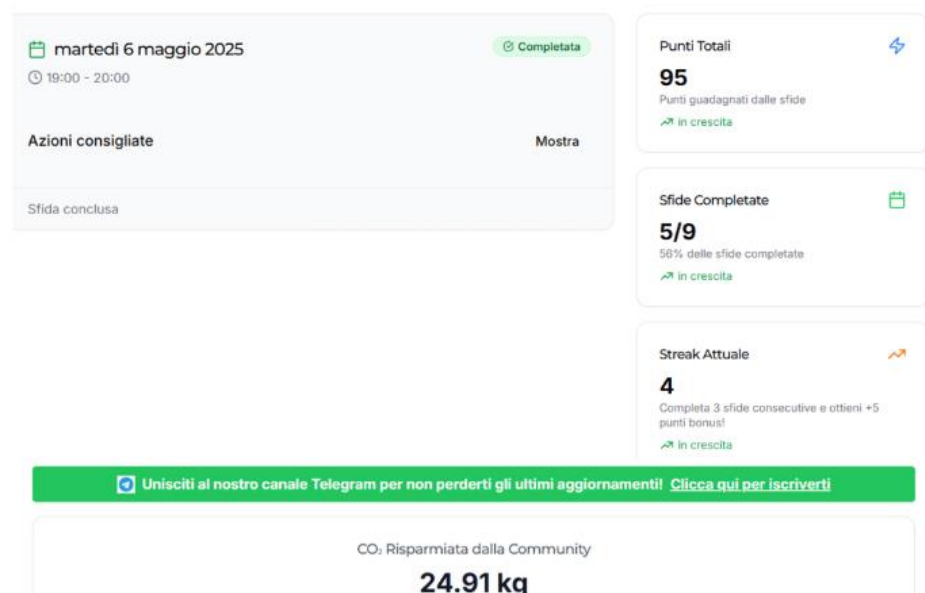 martedì 6 maggio 2025
Completata
19:00 - 20:00
Azioni consigliate
Mostra
Sfida conclusa
Punti Totali
95
Punti guadagnati dalle sfide
in crescita
Sfide Completate
5/9
56% delle sfide completate
in crescita
Streak Attuale
4
Completa 3 sfide consecutive e ottieni +5
punti bonus!
in crescita
Unisciti al nostro canale Telegram per non perderti gli ultimi aggiornamenti! Clicca qui per iscriverti
CO₂ Risparmiata dalla Community
24.91 kg